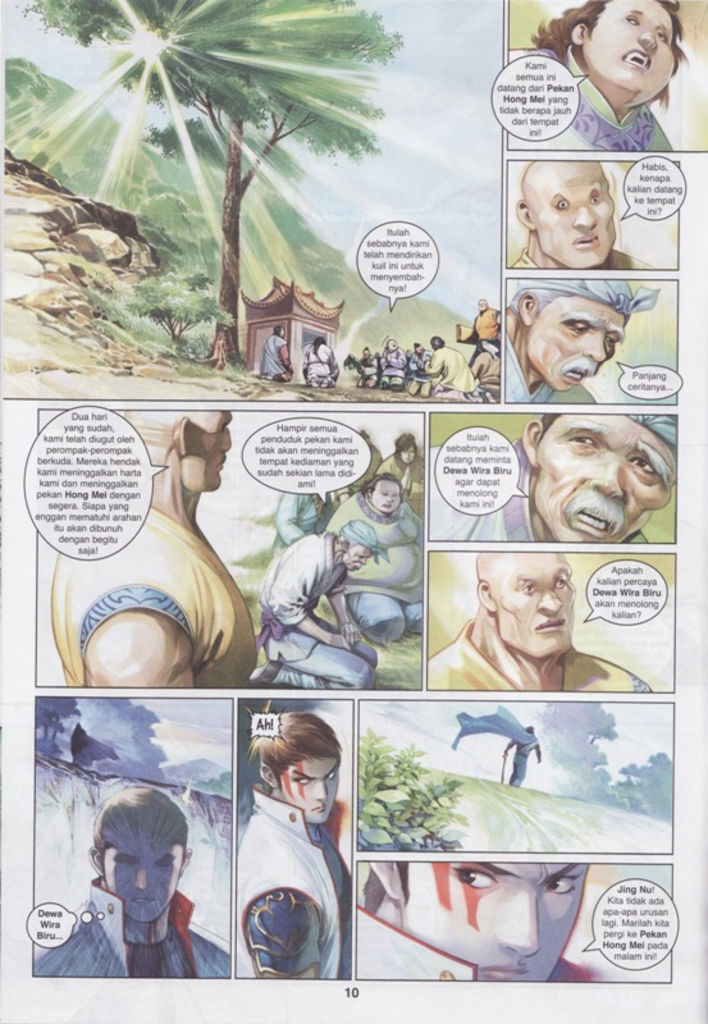 Itulah
sebabnya kami
telah mendirikan
kuil ini untuk
menyembah-
nya!
Kami
semua ini
datang dari Pekan
Hong Mei yang
tidak berapa jauh
dari tempat
ini!
Habis,
kenapa
kalian datang
ke tempat
ini?
Panjang
ceritanya...
Dua hari
yang sudah,
kami telah diugut oleh
perompak-perompak
berkuda. Mereka hendak
kami meninggalkan harta
kami dan meninggalkan
pekan Hong Mei dengan
segera. Siapa yang
enggan mematuhi arahan
itu akan dibunuh
dengan begitu
saja!
Hampir semua
penduduk pekan kami
tidak akan meninggalkan
tempat kediaman yang
sudah sekian lama didi-
ami!
Itulah
sebabnya kami
datang meminta
Dewa Wira Biru
agar dapat
menolong
kami ini!
Apakah
kalian percaya
Dewa Wira Biru
akan menolong
kalian?
Dewa
Wira
Biru...
Ah!
Jing Nu!
Kita tidak ada
apa-apa urusan
lagi. Marilah kita
pergi ke Pekan
Hong Mei pada
malam ini!
10